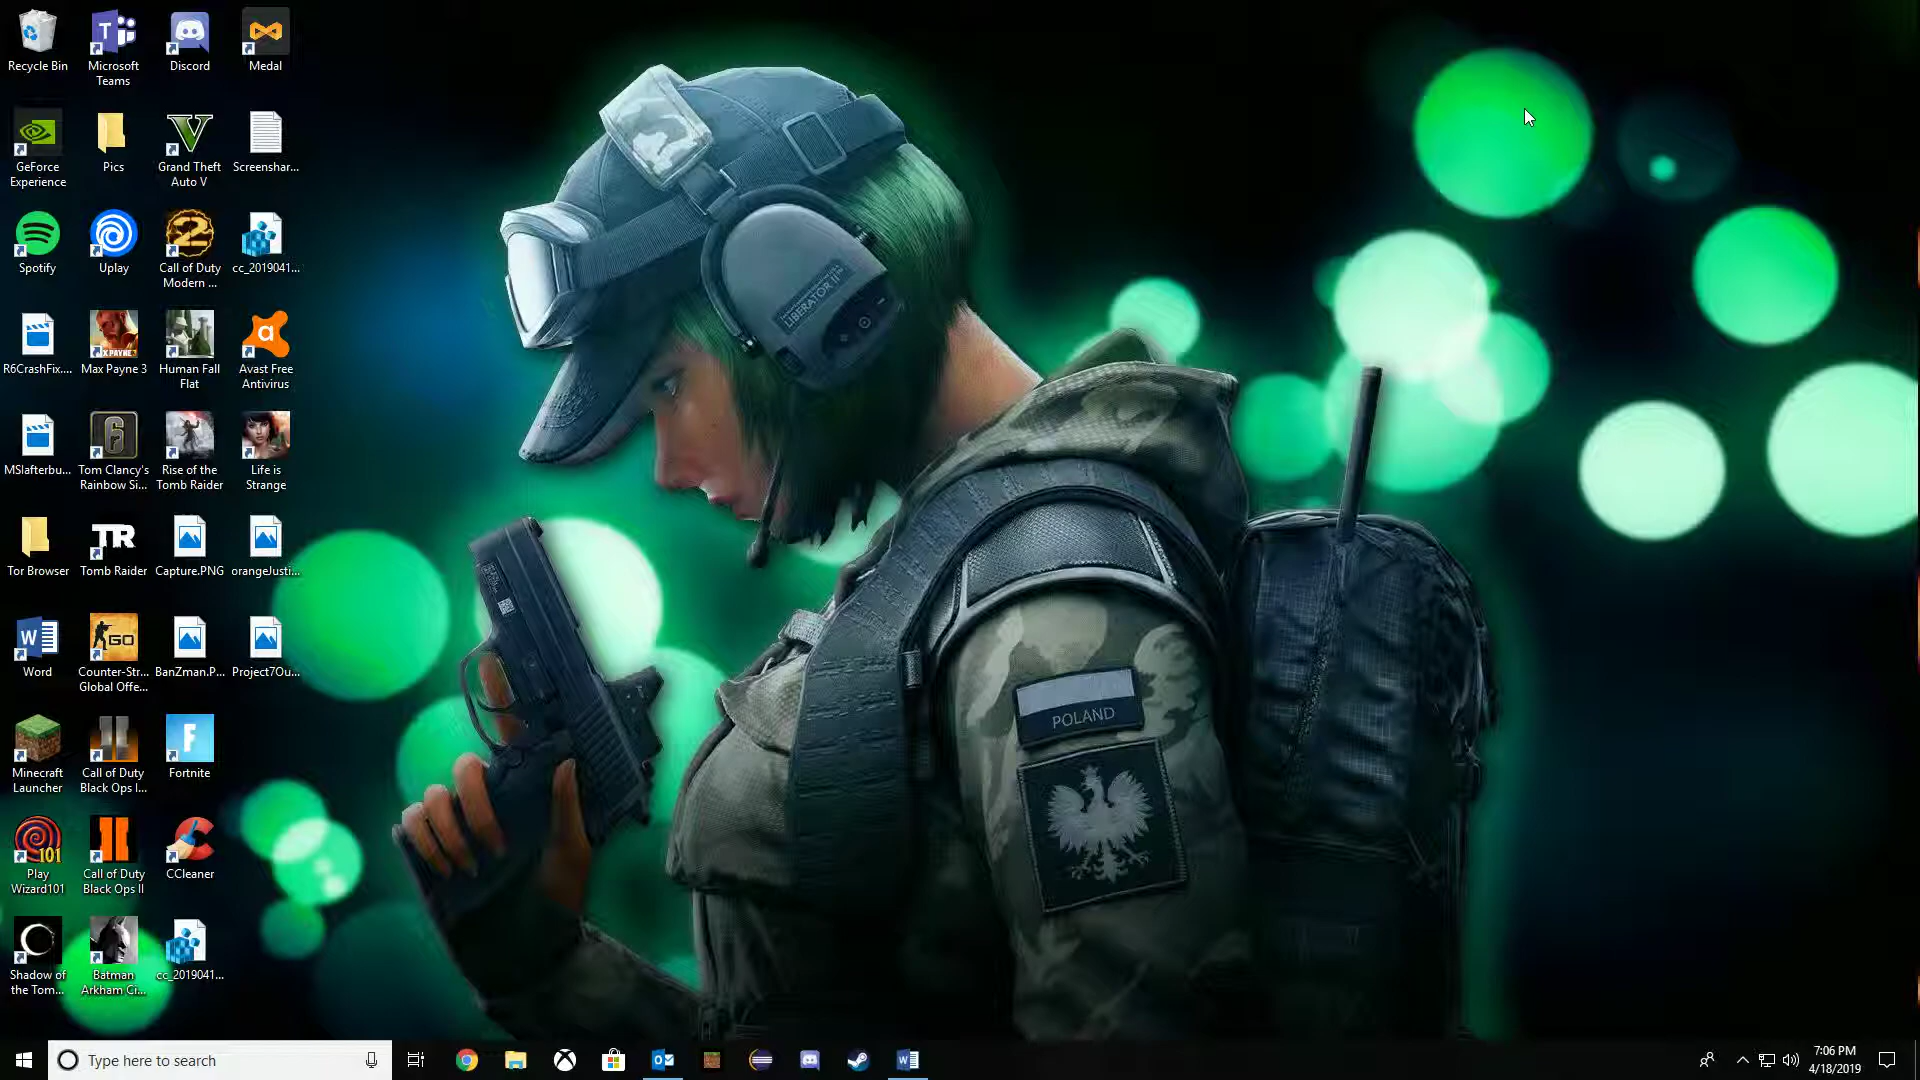 Recycle Bin
Microsoft
Teams
Discord
Medal
GeForce
Experience
Pics
Grand Theft
Auto V
Screenshar...
Spotify
Uplay
Call of Duty
Modern ...
cc_2019041...
R6CrashFix....
Max Payne 3
Human Fall
Flat
Avast Free
Antivirus
MSIafterbu...
Tom Clancy's
Rainbow Si...
Rise of the
Tomb Raider
Life is
Strange
Tor Browser
TR
Tomb Raider
Capture.PNG
orangeJusti...
Word
GO
Counter-Str...
Global Offe...
BanZman.P...
Project7Ou...
Minecraft
Launcher
Call of Duty
Black Ops I...
Fortnite
101
Play
Wizard101
Call of Duty
Black Ops II
CCleaner
Shadow of
the Tom...
Batman
Arkham Ci...
cc_2019041...
LIBERATOR II
POLAND
Type here to search
7:06 PM
4/18/2019